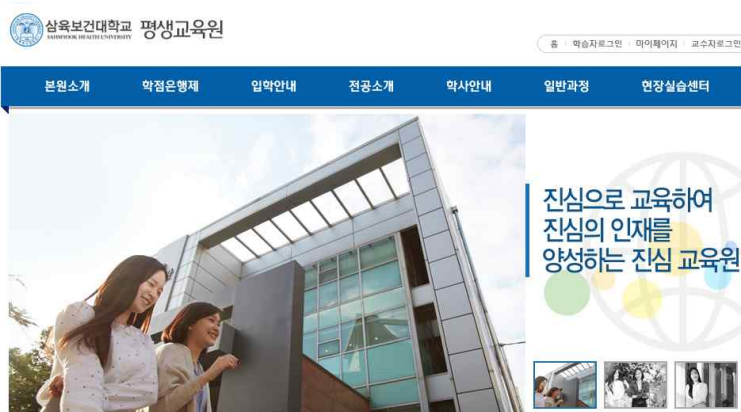 삼육보건대학교 평생교육원
SAHMYOOK HEALTH UNIVERSITY
홈 학습자로그인 마이페이지 교수자로그인
본원소개 학점은행제 입학안내 전공소개 학사안내 일반과정 현장실습센터
진심으로 교육하여
진심의 인재를
양성하는 진심 교육원